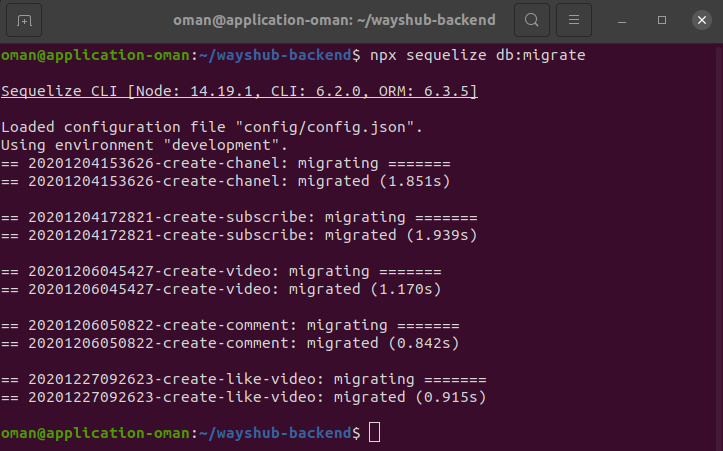 oman@application-oman: ~/wayshub-backend
oman@application-oman:~/wayshub-backend$ npx sequelize db:migrate
Sequelize CLI [Node: 14.19.1, CLI: 6.2.0, ORM: 6.3.5]
Loaded configuration file "config/config.json".
Using environment "development".
== 20201204153626-create-chanel: migrating =======
== 20201204153626-create-chanel: migrated (1.851s)
== 20201204172821-create-subscribe: migrating =======
== 20201204172821-create-subscribe: migrated (1.939s)
== 20201206045427-create-video: migrating =======
== 20201206045427-create-video: migrated (1.170s)
== 20201206050822-create-comment: migrating =======
== 20201206050822-create-comment: migrated (0.842s)
== 20201227092623-create-like-video: migrating =======
== 20201227092623-create-like-video: migrated (0.915s)
oman@application-oman:~/wayshub-backend$